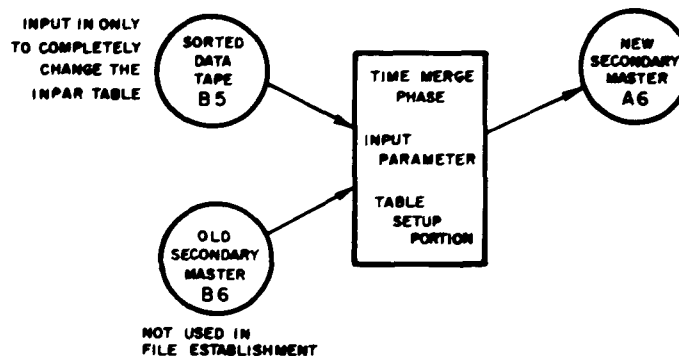 INPUT IN ONLY
TO COMPLETELY
CHANGE THE
INPAR TABLE
SORTED
DATA
TAPE
B5
TIME MERGE
PHASE
INPUT
PARAMETER
TABLE
SETUP
PORTION
NEW
SECONDARY
MASTER
A6
OLD
SECONDARY
MASTER
B6
NOT USED IN
FILE ESTABLISHMENT